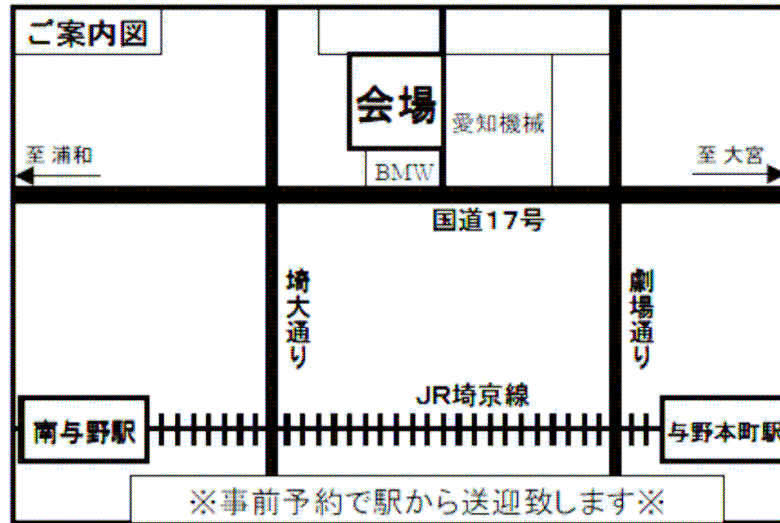 ご案内図
会場
愛知機械
至 浦和
至 大宮
BMW
国道17号
埼大通り
劇場通り
JR埼京線
南与野駅
与野本町駅
※事前予約で駅から送迎致します※